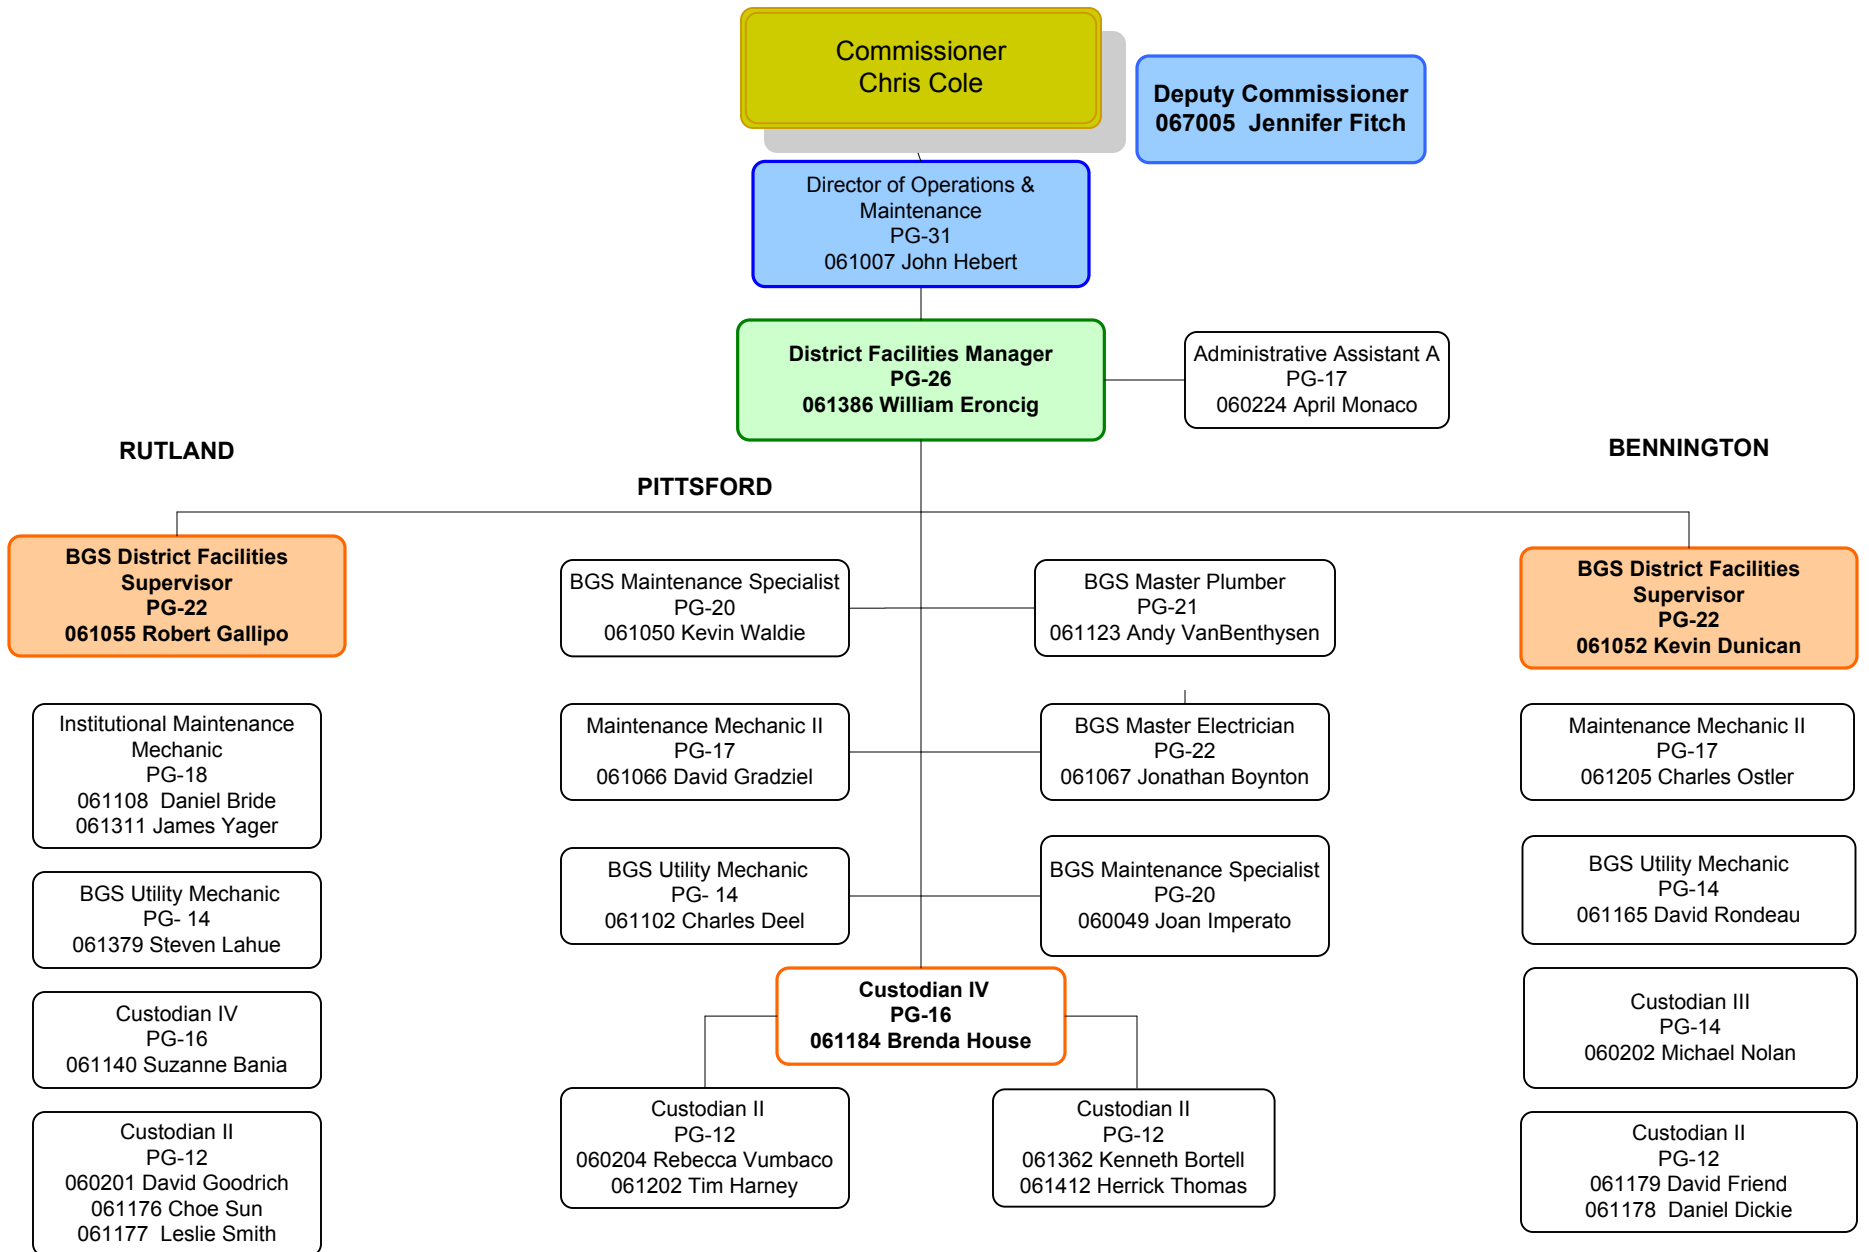 Commissioner
Chris Cole
Deputy Commissioner
067005  Jennifer Fitch
Director of Operations &
Maintenance
PG-31
061007 John Hebert
District Facilities Manager
PG-26
061386 William Eroncig
Administrative Assistant A
PG-17
060224 April Monaco
RUTLAND
PITTSFORD
BENNINGTON
BGS District Facilities
Supervisor
PG-22
061055 Robert Gallipo
Institutional Maintenance
Mechanic
PG-18
061108  Daniel Bride
061311 James Yager
BGS Utility Mechanic
PG- 14
061379 Steven Lahue
Custodian IV
PG-16
061140 Suzanne Bania
Custodian II
PG-12
060201 David Goodrich
061176 Choe Sun
061177  Leslie Smith
BGS Maintenance Specialist
PG-20
061050 Kevin Waldie
BGS Master Plumber
PG-21
061123 Andy VanBenthysen
Maintenance Mechanic II
PG-17
061066 David Gradziel
BGS Master Electrician
PG-22
061067 Jonathan Boynton
BGS Utility Mechanic
PG- 14
061102 Charles Deel
BGS Maintenance Specialist
PG-20
060049 Joan Imperato
Custodian IV
PG-16
061184 Brenda House
Custodian II
PG-12
060204 Rebecca Vumbaco
061202 Tim Harney
Custodian II
PG-12
061362 Kenneth Bortell
061412 Herrick Thomas
BGS District Facilities
Supervisor
PG-22
061052 Kevin Dunican
Maintenance Mechanic II
PG-17
061205 Charles Ostler
BGS Utility Mechanic
PG-14
061165 David Rondeau
Custodian III
PG-14
060202 Michael Nolan
Custodian II
PG-12
061179 David Friend
061178  Daniel Dickie